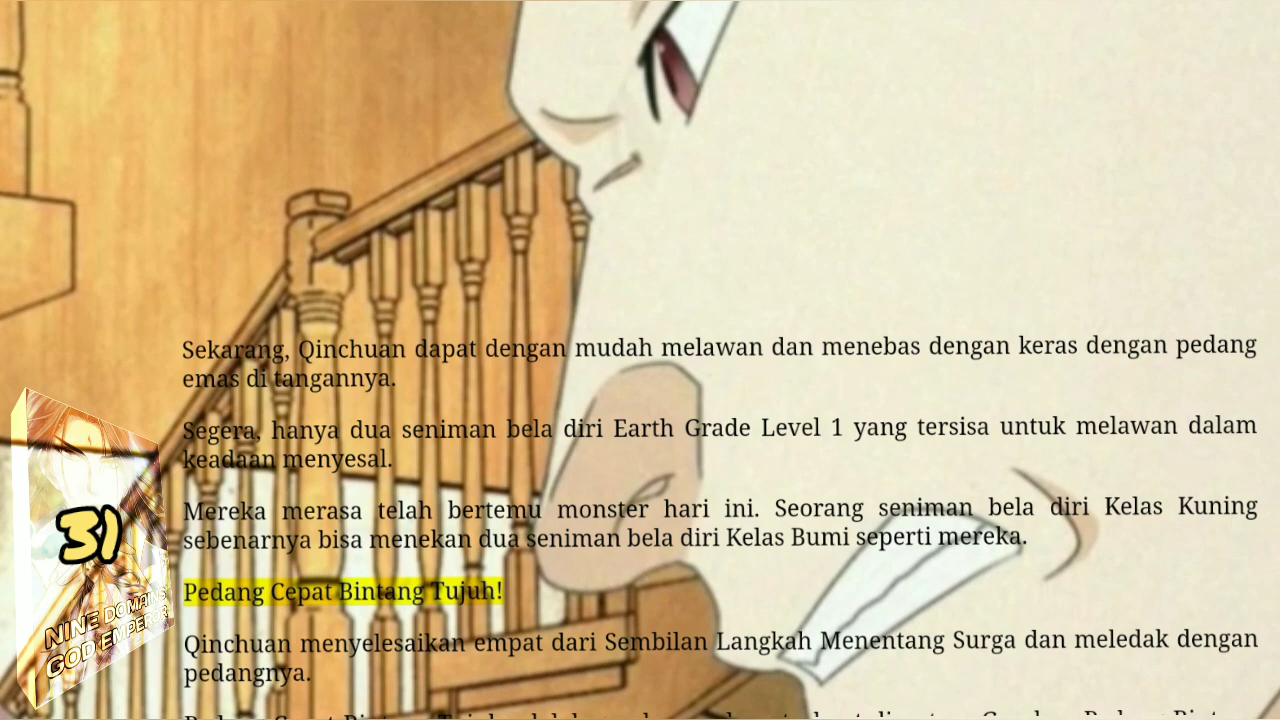 Sekarang, Qinchuan dapat dengan mudah melawan dan menebas dengan keras dengan pedang
emas di tangannya.
Segera, hanya dua seniman bela diri Earth Grade Level 1 yang tersisa untuk melawan dalam
keadaan menyesal.
Mereka merasa telah bertemu monster hari ini. Seorang seniman bela diri Kelas Kuning
sebenarnya bisa menekan dua seniman bela diri Kelas Bumi seperti mereka.
Pedang Cepat Bintang Tujuh!
Qinchuan menyelesaikan empat dari Sembilan Langkah Menentang Surga dan meledak dengan
pedangnya.
31
NINE DOMAINS
GOD EMPEROR